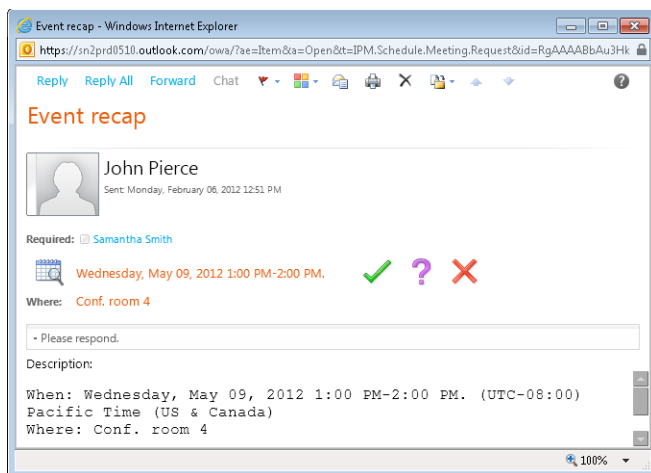 Event recap - Windows Internet Explorer
https://sn2prd0510.outlook.com/owa/?ae=Item&a=Open&t=IPM.Schedule.Meeting.Request&id=RgAAAABbAu3Hk
Reply Reply All Forward Chat
Event recap
John Pierce
Sent: Monday, February 06, 2012 12:51 PM
Required: Samantha Smith
Wednesday, May 09, 2012 1:00 PM-2:00 PM.
Where: Conf. room 4
• Please respond.
Description:
When: Wednesday, May 09, 2012 1:00 PM-2:00 PM. (UTC-08:00)
Pacific Time (US & Canada)
Where: Conf. room 4
100%